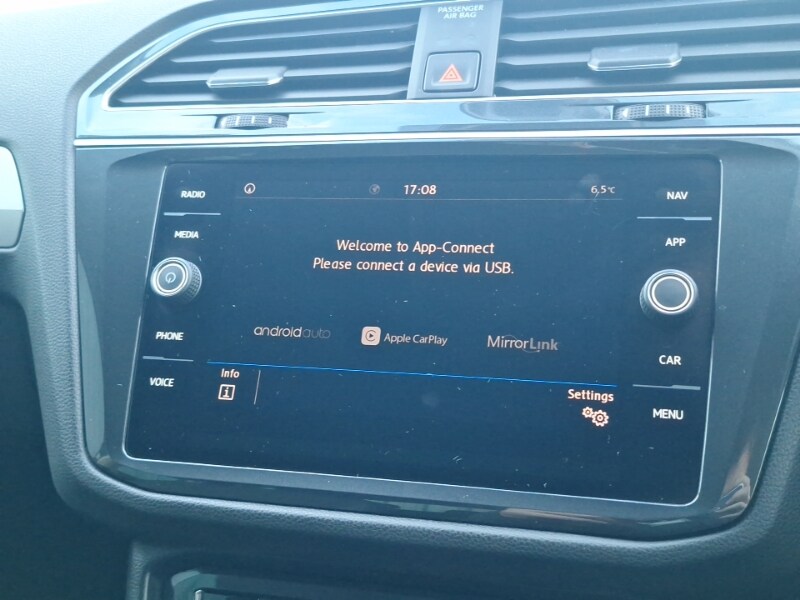 PASSENGER
AIR BAG
RADIO
17:08
6,5°C
NAV
MEDIA
APP
Welcome to App-Connect
Please connect a device via USB.
PHONE
androidauto
Apple CarPlay
MirrorLink
CAR
VOICE
Info
Settings
MENU